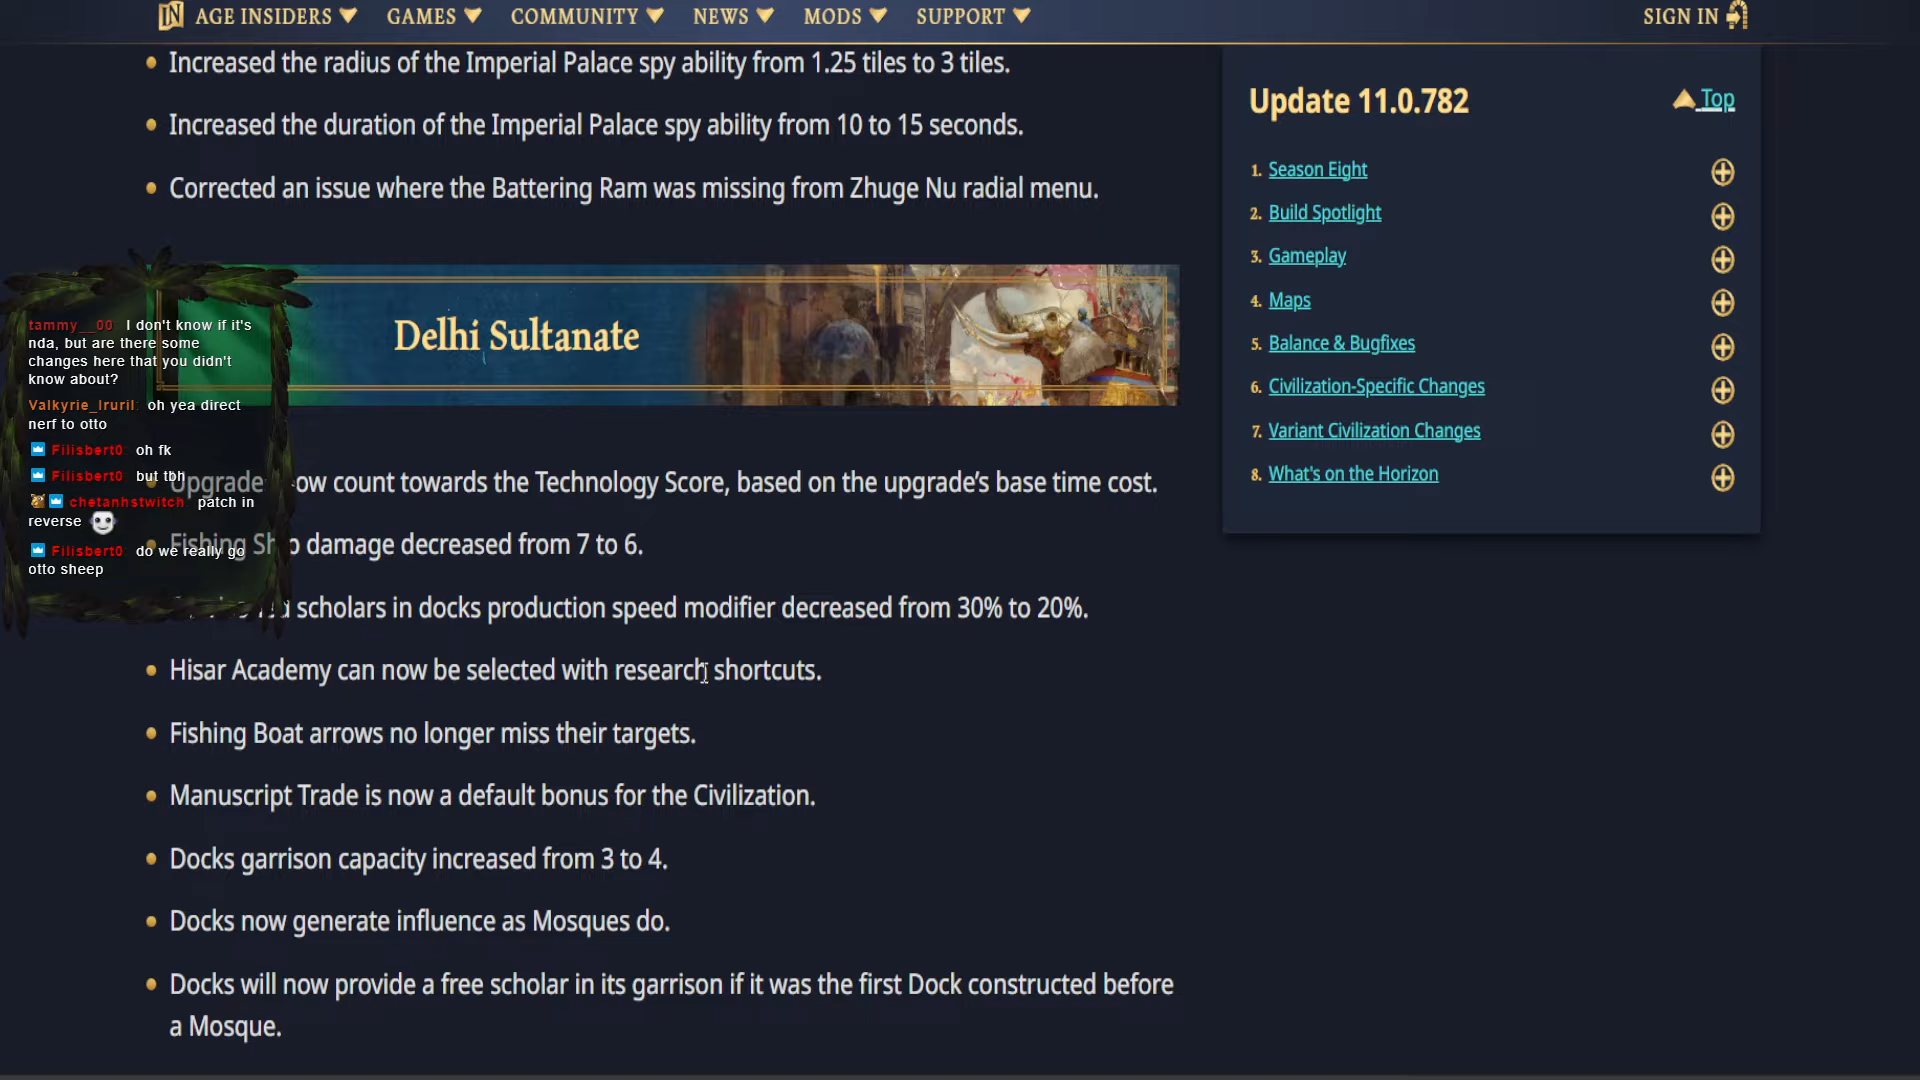 AGE INSIDERS GAMES COMMUNITY NEWS MODS SUPPORT SIGN IN
Increased the radius of the Imperial Palace spy ability from 1.25 tiles to 3 tiles.
Increased the duration of the Imperial Palace spy ability from 10 to 15 seconds.
Corrected an issue where the Battering Ram was missing from Zhuge Nu radial menu.
Delhi Sultanate
Upgrade ow count towards the Technology Score, based on the upgrade’s base time cost.
Fishing Ship damage decreased from 7 to 6.
scholars in docks production speed modifier decreased from 30% to 20%.
Hisar Academy can now be selected with research shortcuts.
Fishing Boat arrows no longer miss their targets.
Manuscript Trade is now a default bonus for the Civilization.
Docks garrison capacity increased from 3 to 4.
Docks now generate influence as Mosques do.
Docks will now provide a free scholar in its garrison if it was the first Dock constructed before
a Mosque.
tammy__00 I don't know if it's
nda, but are there some
changes here that you didn't
know about?
Valkyrie_Iruril: oh yea direct
nerf to otto
Filisbert0: oh fk
Filisbert0: but tbh
chetanhstwitch: patch in
reverse
Filisbert0: do we really go
otto sheep
Update 11.0.782
Top
1. Season Eight
2. Build Spotlight
3. Gameplay
4. Maps
5. Balance & Bugfixes
6. Civilization-Specific Changes
7. Variant Civilization Changes
8. What's on the Horizon